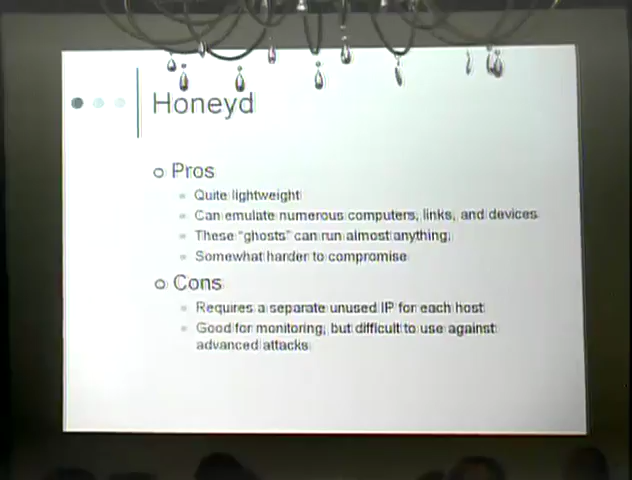 Honeyd
Pros
Quite lightweight
Can emulate numerous computers, links, and devices
These "ghosts" can run almost anything.
Somewhat harder to compromise
Cons
Requires a separate unused IP for each host
Good for monitoring, but difficult to use against
advanced attacks